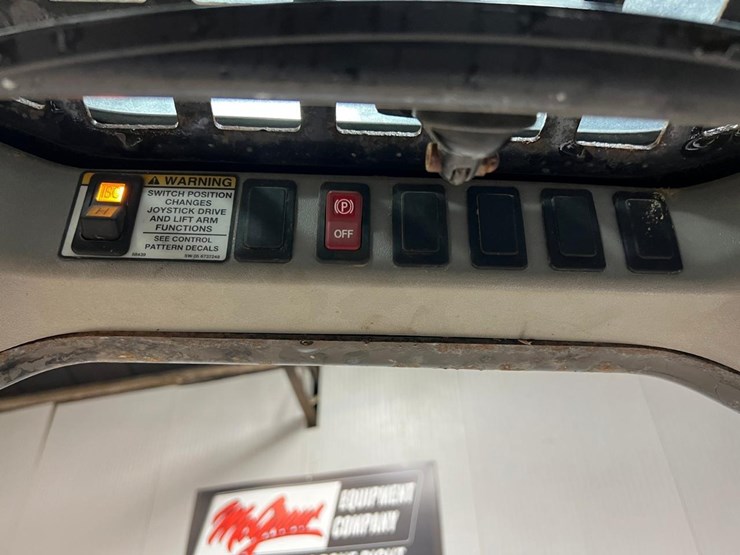 ISO
H
WARNING
SWITCH POSITION
CHANGES
JOYSTICK DRIVE
AND LIFT ARM
FUNCTIONS
SEE CONTROL
PATTERN DECALS
P
OFF
EQUIPMENT
COMPANY